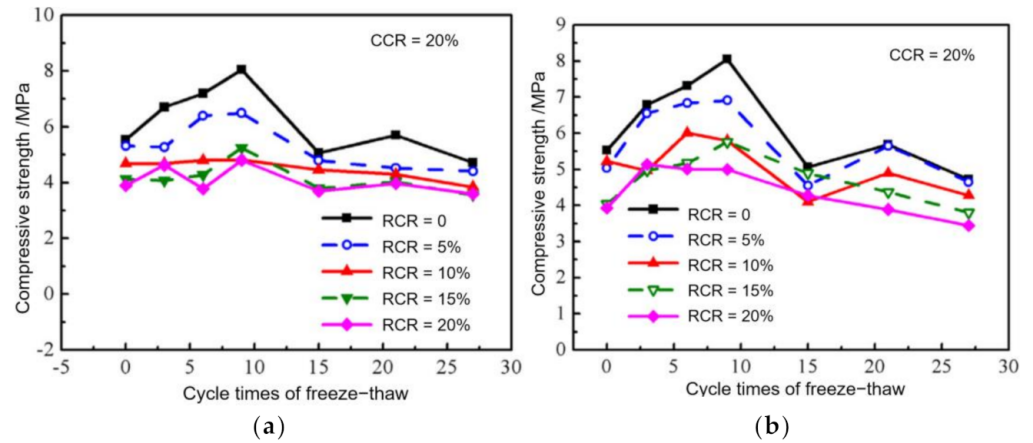 10
8
6
4
2
0
-2
-5
0
5
10
15
20
25
30
Compressive strength /MPa
Cycle times of freeze−thaw
CCR = 20%
RCR = 0
RCR = 5%
RCR = 10%
RCR = 15%
RCR = 20%
(a)
9
8
7
6
5
4
3
2
1
0
0
5
10
15
20
25
30
Compressive strength /MPa
Cycle times of freeze−thaw
CCR = 20%
RCR = 0
RCR = 5%
RCR = 10%
RCR = 15%
RCR = 20%
(b)